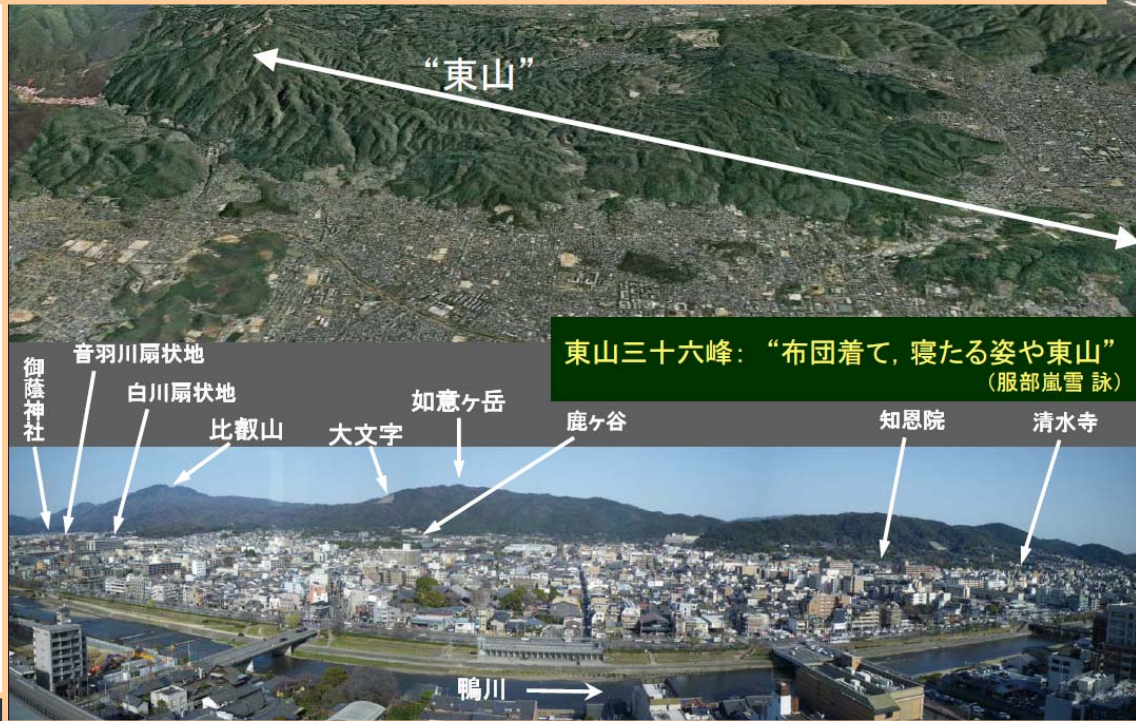 “東山”
東山三十六峰: “布団着て, 寝たる姿や東山”
(服部嵐雪 詠)
御蔭神社
音羽川扇状地
白川扇状地
比叡山
大文字
如意ヶ岳
鹿ヶ谷
知恩院
清水寺
鴨川